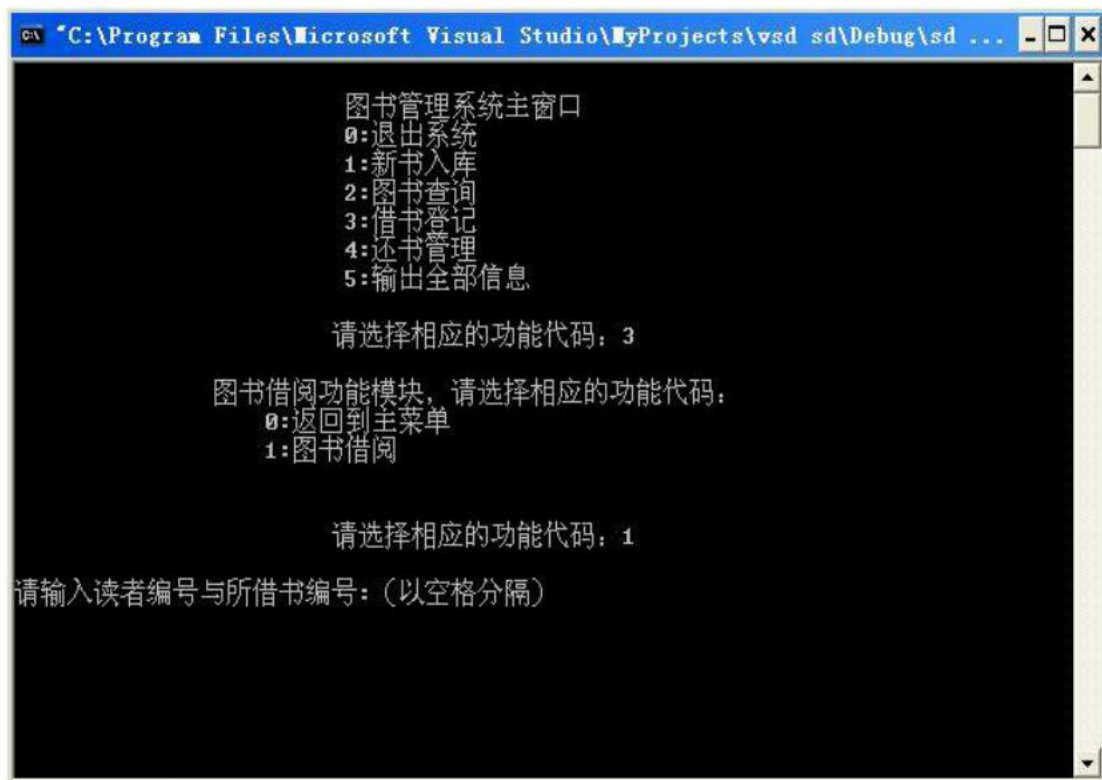 "C:\Program Files\Microsoft Visual Studio\MyProjects\vsd sd\Debug\sd ...
图书管理系统主窗口
0:退出系统
1:新书入库
2:图书查询
3:借书登记
4:还书管理
5:输出全部信息
请选择相应的功能代码：3
图书借阅功能模块，请选择相应的功能代码：
0:返回到主菜单
1:图书借阅
请选择相应的功能代码：1
请输入读者编号与所借书编号：（以空格分隔）